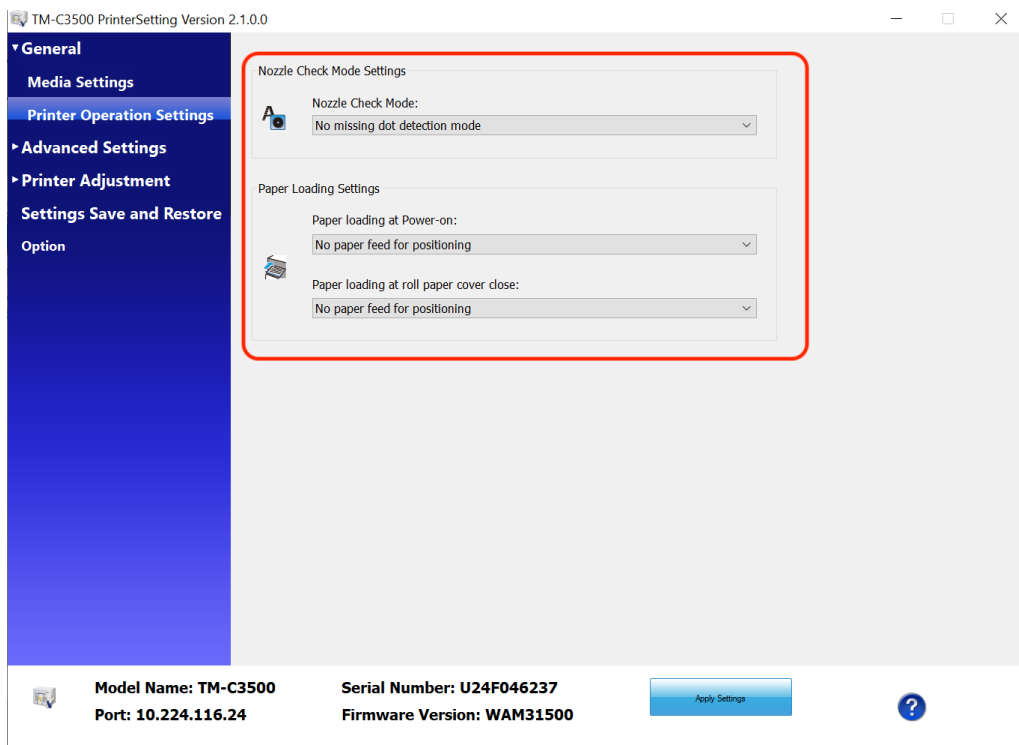 TM-C3500 PrinterSetting Version 2.1.0.0
General
Media Settings
Printer Operation Settings
Advanced Settings
Printer Adjustment
Settings Save and Restore
Option
Nozzle Check Mode Settings
Nozzle Check Mode:
No missing dot detection mode
Paper Loading Settings
Paper loading at Power-on:
No paper feed for positioning
Paper loading at roll paper cover close:
No paper feed for positioning
Model Name: TM-C3500
Port: 10.224.116.24
Serial Number: U24F046237
Firmware Version: WAM31500
Apply Settings
?